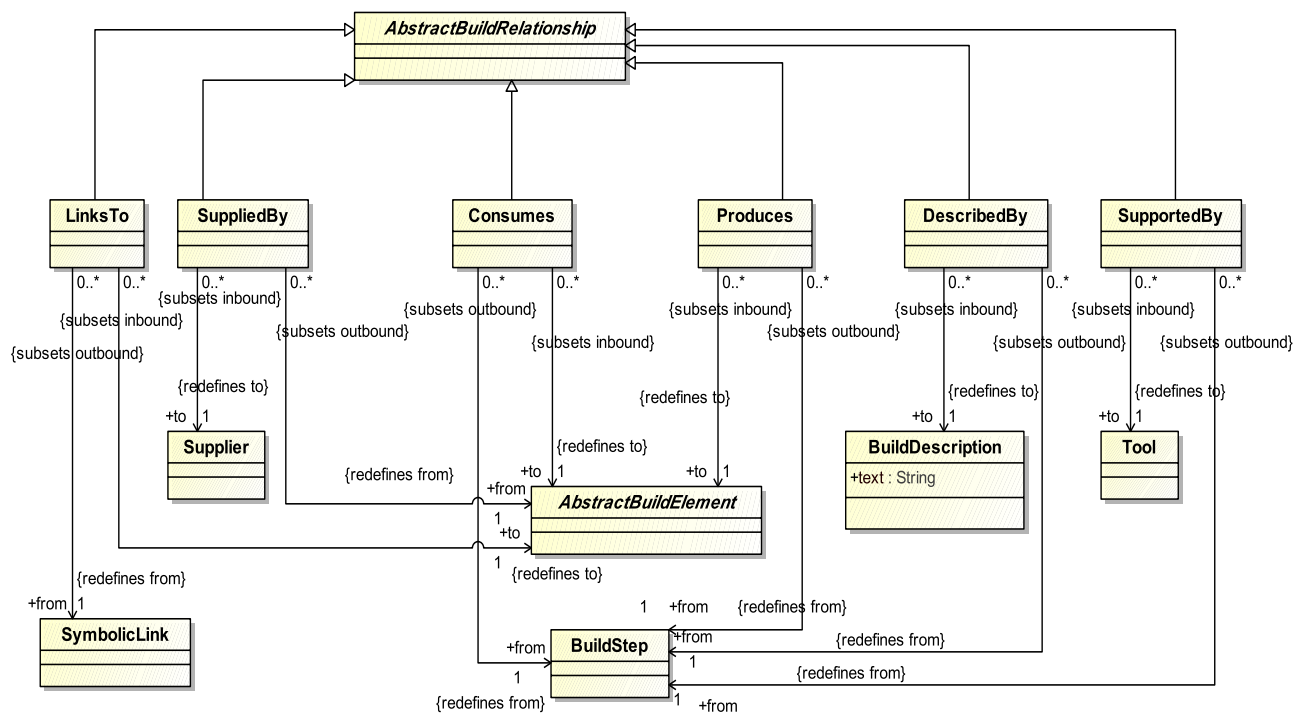 AbstractBuildRelationship
LinksTo
SuppliedBy
Consumes
Produces
DescribedBy
SupportedBy
0..*
0..*
0..*
0..*
0..*
0..*
0..*
0..*
0..*
0..*
0..*
0..*
{subsets inbound}
{subsets outbound}
{subsets inbound}
{subsets outbound}
{subsets outbound}
{subsets inbound}
{subsets inbound}
{subsets outbound}
{subsets inbound}
{subsets outbound}
{subsets inbound}
{subsets outbound}
{redefines to}
+to
1
Supplier
{redefines to}
{redefines to}
+to
1
BuildDescription
+text : String
{redefines to}
+to
1
Tool
{redefines to}
+to
1
+to
1
{redefines from}
+from
1
AbstractBuildElement
+to
1
{redefines to}
{redefines from}
+from
1
SymbolicLink
1
+from
{redefines from}
BuildStep
+from
1
{redefines from}
+from
1
{redefines from}
{redefines from}
1
+from